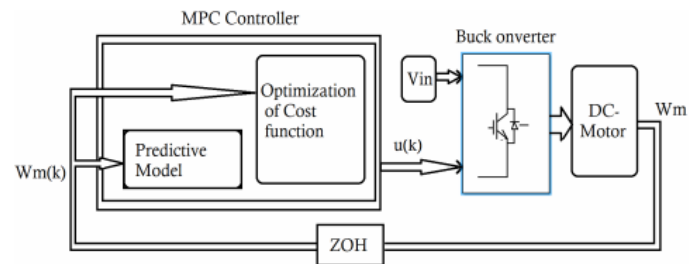 MPC Controller
Optimization
of Cost
function
Predictive
Model
Wm(k)
u(k)
Vin
Buck onverter
DC-
Motor
Wm
ZOH